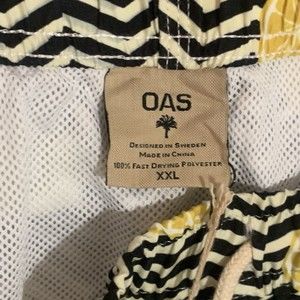 OAS
DESIGNED IN SWEDEN
MADE IN CHINA
100% FAST DRYING POLYESTER
XXL